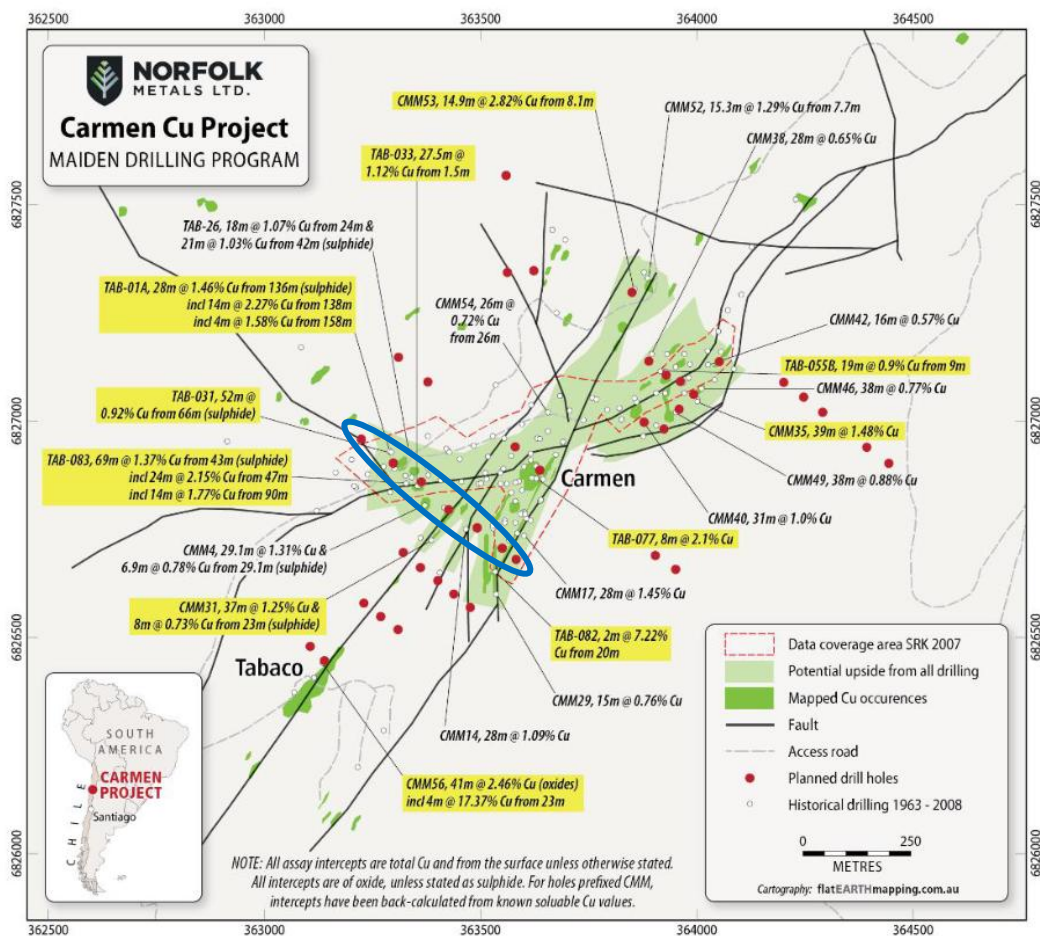 362500
363000
363500
364000
364500
NORFOLK
METALS LTD.
Carmen Cu Project
MAIDEN DRILLING PROGRAM
CMM53, 14.9m @ 2.82% Cu from 8.1m
CMM52, 15.3m @ 1.29% Cu from 7.7m
CMM38, 28m @ 0.65% Cu
TAB-033, 27.5m @
1.12% Cu from 1.5m
6827500
6827500
TAB-26, 18m @ 1.07% Cu from 24m &
21m @ 1.03% Cu from 42m (sulphide)
TAB-01A, 28m @ 1.46% Cu from 136m (sulphide)
incl 14m @ 2.27% Cu from 138m
incl 4m @ 1.58% Cu from 158m
CMM54, 26m @
0.72% Cu
from 26m
CMM42, 16m @ 0.57% Cu
TAB-055B, 19m @ 0.9% Cu from 9m
CMM46, 38m @ 0.77% Cu
TAB-031, 52m @
0.92% Cu from 66m (sulphide)
CMM35, 39m @ 1.48% Cu
6827000
6827000
TAB-083, 69m @ 1.37% Cu from 43m (sulphide)
incl 24m @ 2.15% Cu from 47m
incl 14m @ 1.77% Cu from 90m
Carmen
CMM49, 38m @ 0.88% Cu
CMM40, 31m @ 1.0% Cu
TAB-077, 8m @ 2.1% Cu
CMM4, 29.1m @ 1.31% Cu &
6.9m @ 0.78% Cu from 29.1m (sulphide)
CMM17, 28m @ 1.45% Cu
CMM31, 37m @ 1.25% Cu &
8m @ 0.73% Cu from 23m (sulphide)
TAB-082, 2m @ 7.22%
Cu from 20m
6826500
6826500
Tabaco
CMM29, 15m @ 0.76% Cu
CMM14, 28m @ 1.09% Cu
CMM56, 41m @ 2.46% Cu (oxides)
incl 4m @ 17.37% Cu from 23m
SOUTH
AMERICA
CARMEN
PROJECT
Santiago
CHILE
Data coverage area SRK 2007
Potential upside from all drilling
Mapped Cu occurences
Fault
Access road
Planned drill holes
Historical drilling 1963 - 2008
0
250
METRES
Cartography: flatEARTHmapping.com.au
6826000
6826000
NOTE: All assay intercepts are total Cu and from the surface unless otherwise stated.
All intercepts are of oxide, unless stated as sulphide. For holes prefixed CMM,
intercepts have been back-calculated from known soluable Cu values.
362500
363000
363500
364000
364500